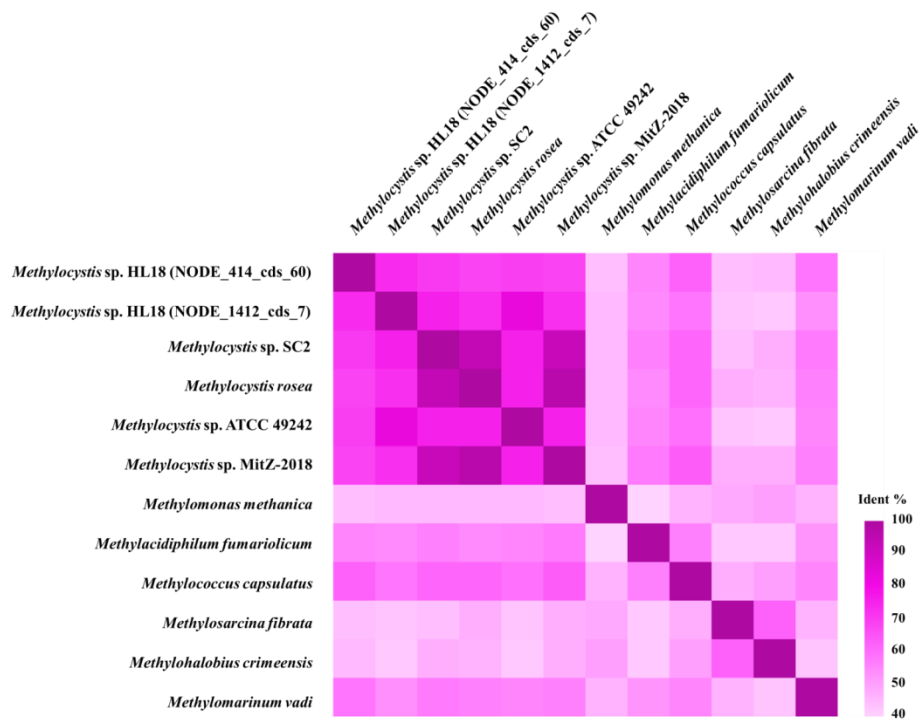 Methylocystis sp. HL18 (NODE_414_cds_60)
Methylocystis sp. HL18 (NODE_1412_cds_7)
Methylocystis sp. SC2
Methylocystis rosea
Methylocystis sp. ATCC 49242
Methylocystis sp. MitZ-2018
Methylomonas methanica
Methylacidiphilum fumariolicum
Methylococcus capsulatus
Methylosarcina fibrata
Methylohalobius crimeensis
Methylomarinum vadi
Methylocystis sp. HL18 (NODE_414_cds_60)
Methylocystis sp. HL18 (NODE_1412_cds_7)
Methylocystis sp. SC2
Methylocystis rosea
Methylocystis sp. ATCC 49242
Methylocystis sp. MitZ-2018
Methylomonas methanica
Methylacidiphilum fumariolicum
Methylococcus capsulatus
Methylosarcina fibrata
Methylohalobius crimeensis
Methylomarinum vadi
Ident %
100
90
80
70
60
50
40